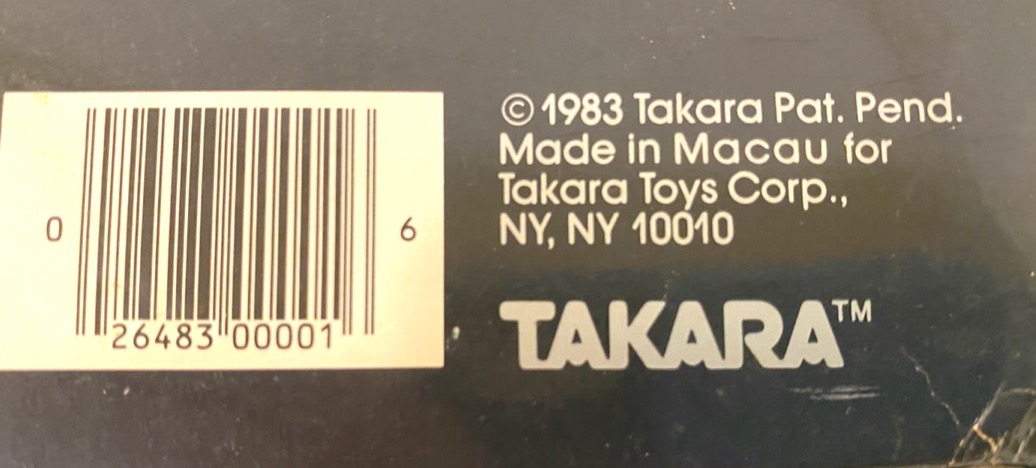 0 26483 00001 6
© 1983 Takara Pat. Pend.
Made in Macau for
Takara Toys Corp.,
NY, NY 10010
TAKARA™